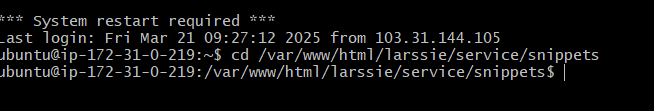 *** System restart required ***
Last login: Fri Mar 21 09:27:12 2025 from 103.31.144.105
ubuntu@ip-172-31-0-219:~$ cd /var/www/html/larssie/service/snippets
ubuntu@ip-172-31-0-219:/var/www/html/larssie/service/snippets$